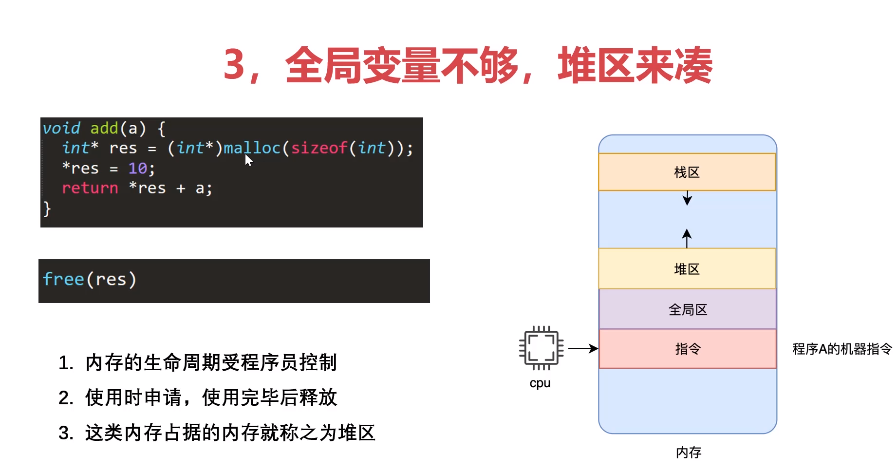 3，全局变量不够，堆区来凑
void add(a) {
  int* res = (int*)malloc(sizeof(int));
  *res = 10;
  return *res + a;
}
free(res)
1. 内存的生命周期受程序员控制
2. 使用时申请，使用完毕后释放
3. 这类内存占据的内存就称之为堆区
栈区
堆区
全局区
指令
程序A的机器指令
cpu
内存